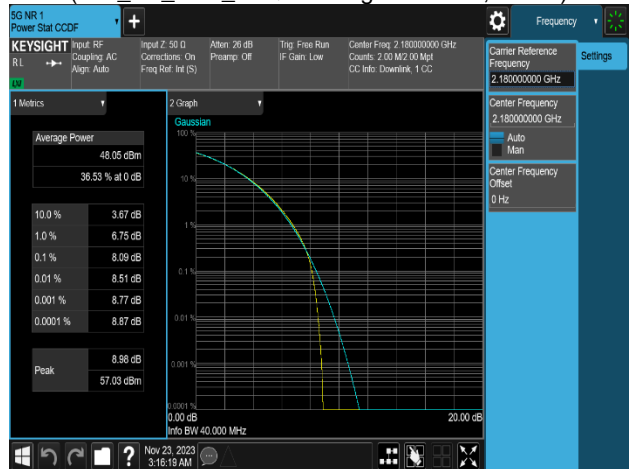 5G NR 1
Power Stat CCDF
Frequency
KEYSIGHT
RL
Input: RF
Coupling: AC
Align: Auto
Input Z: 50 Ω
Corrections: On
Freq Ref: Int (S)
Atten: 26 dB
Preamp: Off
Trig: Free Run
IF Gain: Low
Center Freq: 2.180000000 GHz
Counts: 2.00 M/2.00 Mpt
CC Info: Downlink, 1 CC
1 Metrics
Average Power
48.05 dBm
36.53 % at 0 dB
10.0 % 3.67 dB
1.0 % 6.75 dB
0.1 % 8.09 dB
0.01 % 8.51 dB
0.001 % 8.77 dB
0.0001 % 8.87 dB
Peak
8.98 dB
57.03 dBm
2 Graph
Gaussian
100 %
10 %
1 %
0.1 %
0.01 %
0.001 %
0.0001 %
0.00 dB 20.00 dB
Info BW 40.000 MHz
Carrier Reference
Frequency
2.180000000 GHz
Center Frequency
2.180000000 GHz
Auto
Man
Center Frequency
Offset
0 Hz
Settings
?
Nov 23, 2023
3:16:19 AM